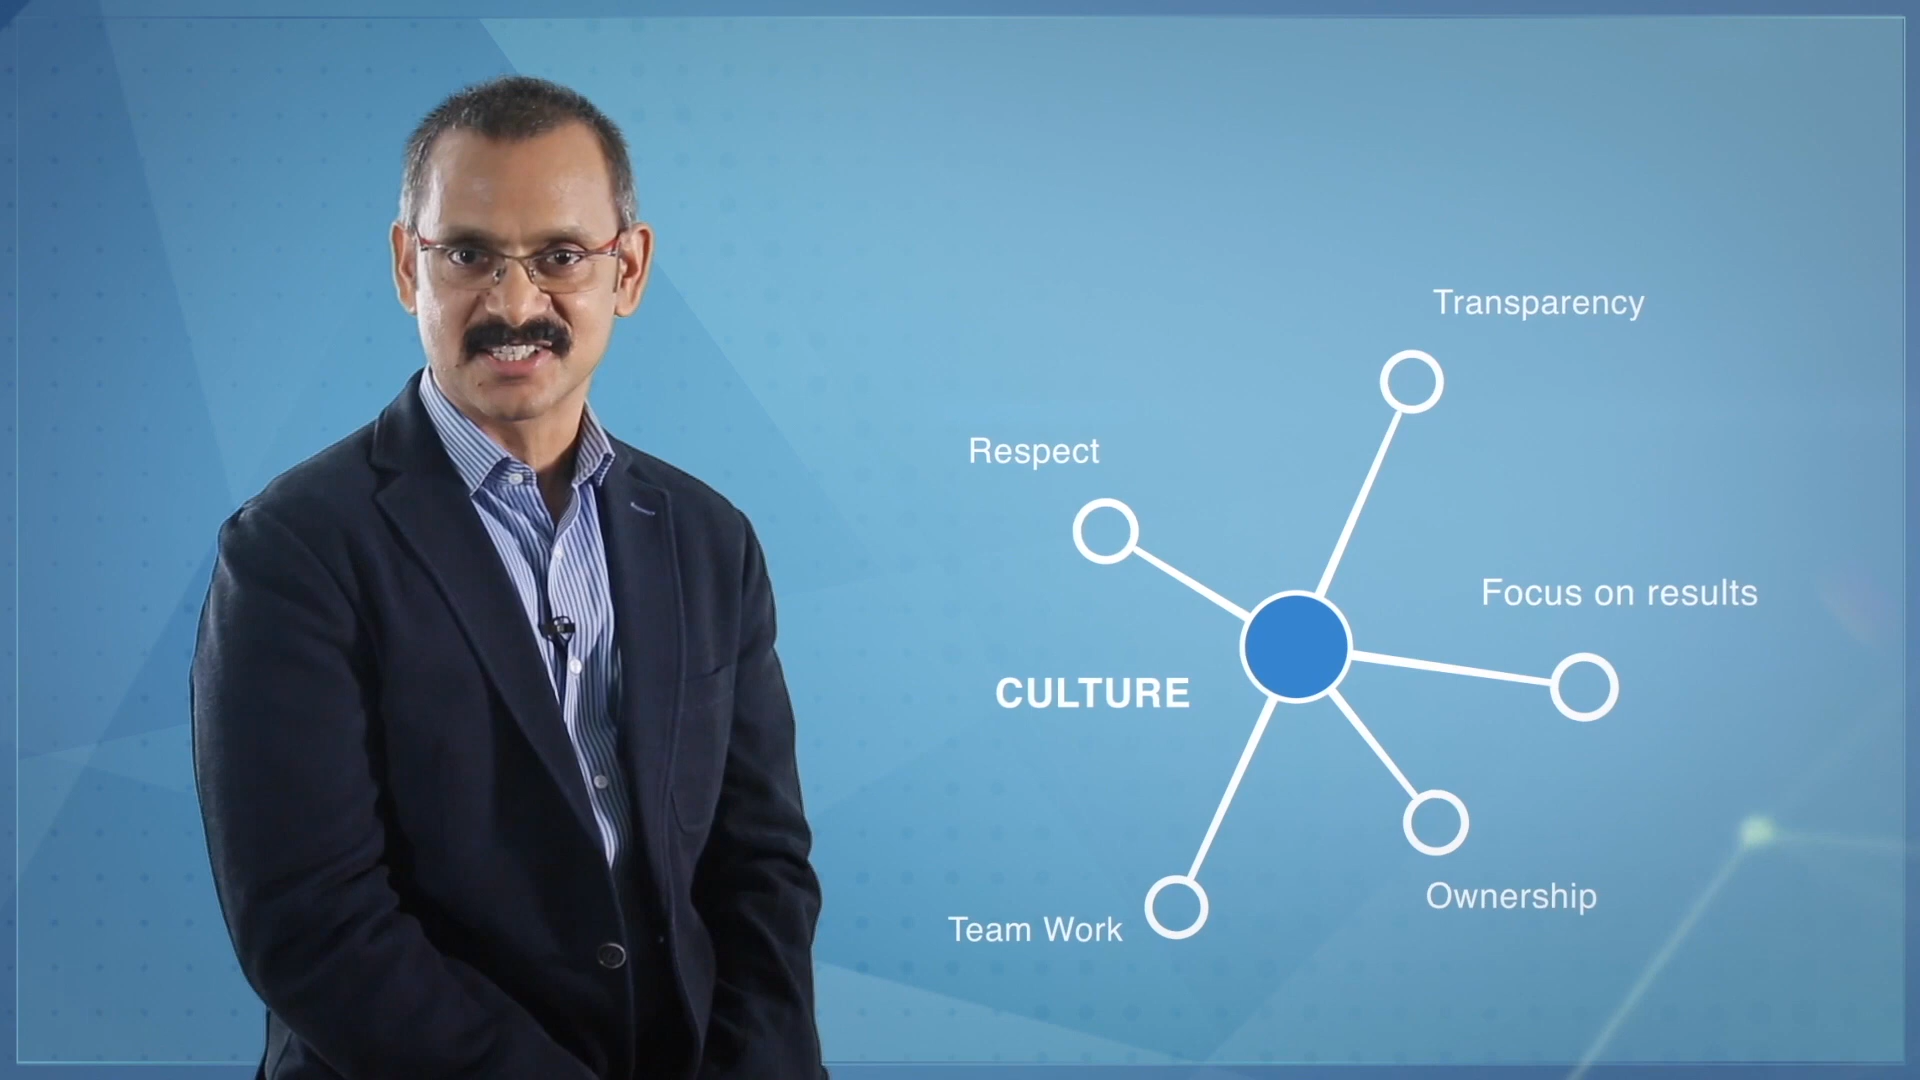 Transparency
Respect
Focus on results
CULTURE
Ownership
Team Work